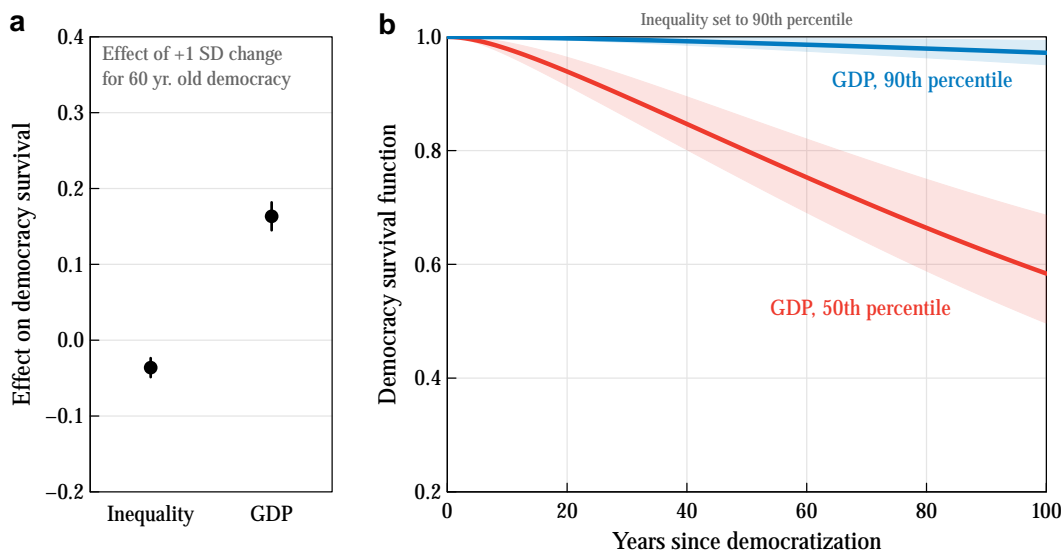 a
Effect of +1 SD change
for 60 yr. old democracy
Effect on democracy survival
0.4
0.3
0.2
0.1
0.0
−0.1
−0.2
Inequality
GDP
b
Inequality set to 90th percentile
Democracy survival function
1.0
0.8
0.6
0.4
0.2
GDP, 90th percentile
GDP, 50th percentile
0
20
40
60
80
100
Years since democratization